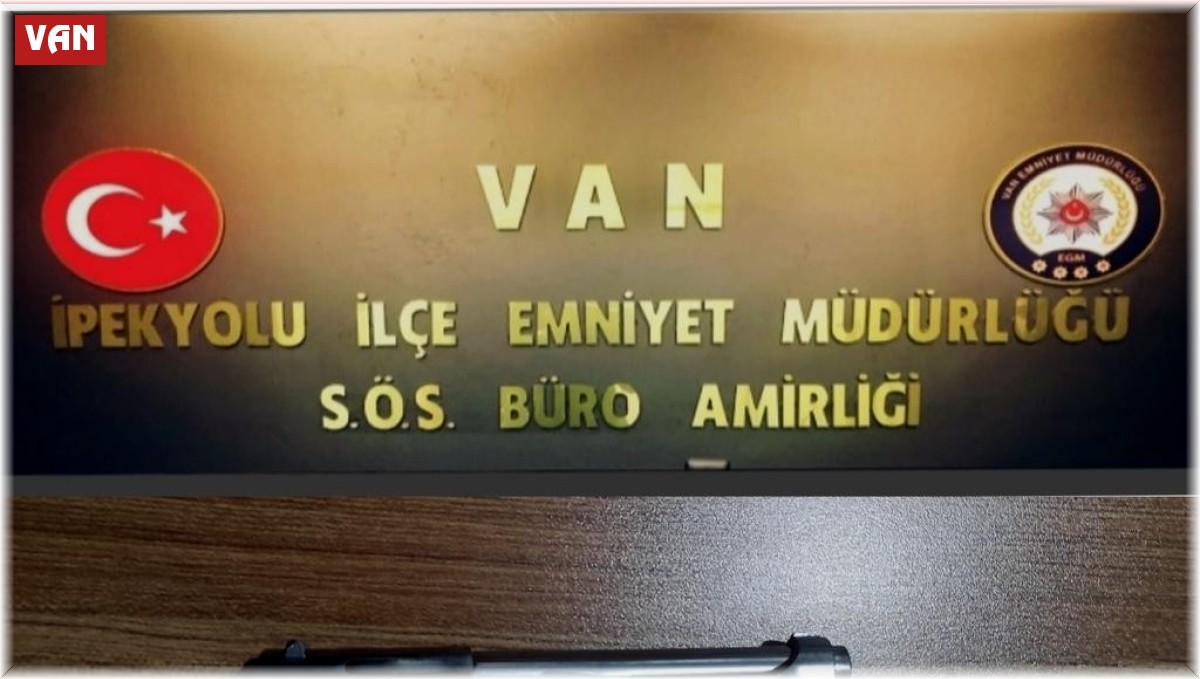 VAN
VAN
VAN EMNİYET MÜDÜRLÜĞÜ
EGM
İPEKYOLU İLÇE EMNİYET MÜDÜRLÜĞÜ
S.Ö.S. BÜRO AMİRLİĞİ